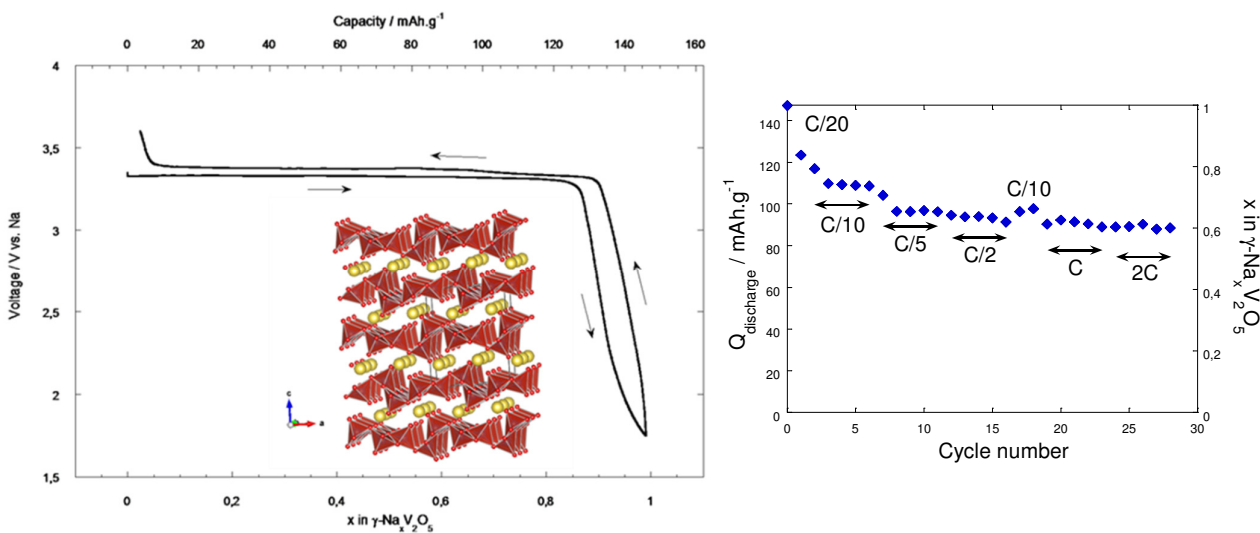 Capacity / mAh.g⁻¹
0 20 40 60 80 100 120 140 160
Voltage / V vs. Na
4
3,5
3
2,5
2
1,5
c
a
0 0,2 0,4 0,6 0,8 1
x in γ-NaₓV₂O₅
Q discharge / mAh.g⁻¹
140
120
100
80
60
40
20
0
C/20
C/10
C/5
C/2
C/10
C
2C
1
0,8
0,6
0,4
0,2
0
x in γ-NaₓV₂O₅
0 5 10 15 20 25 30
Cycle number